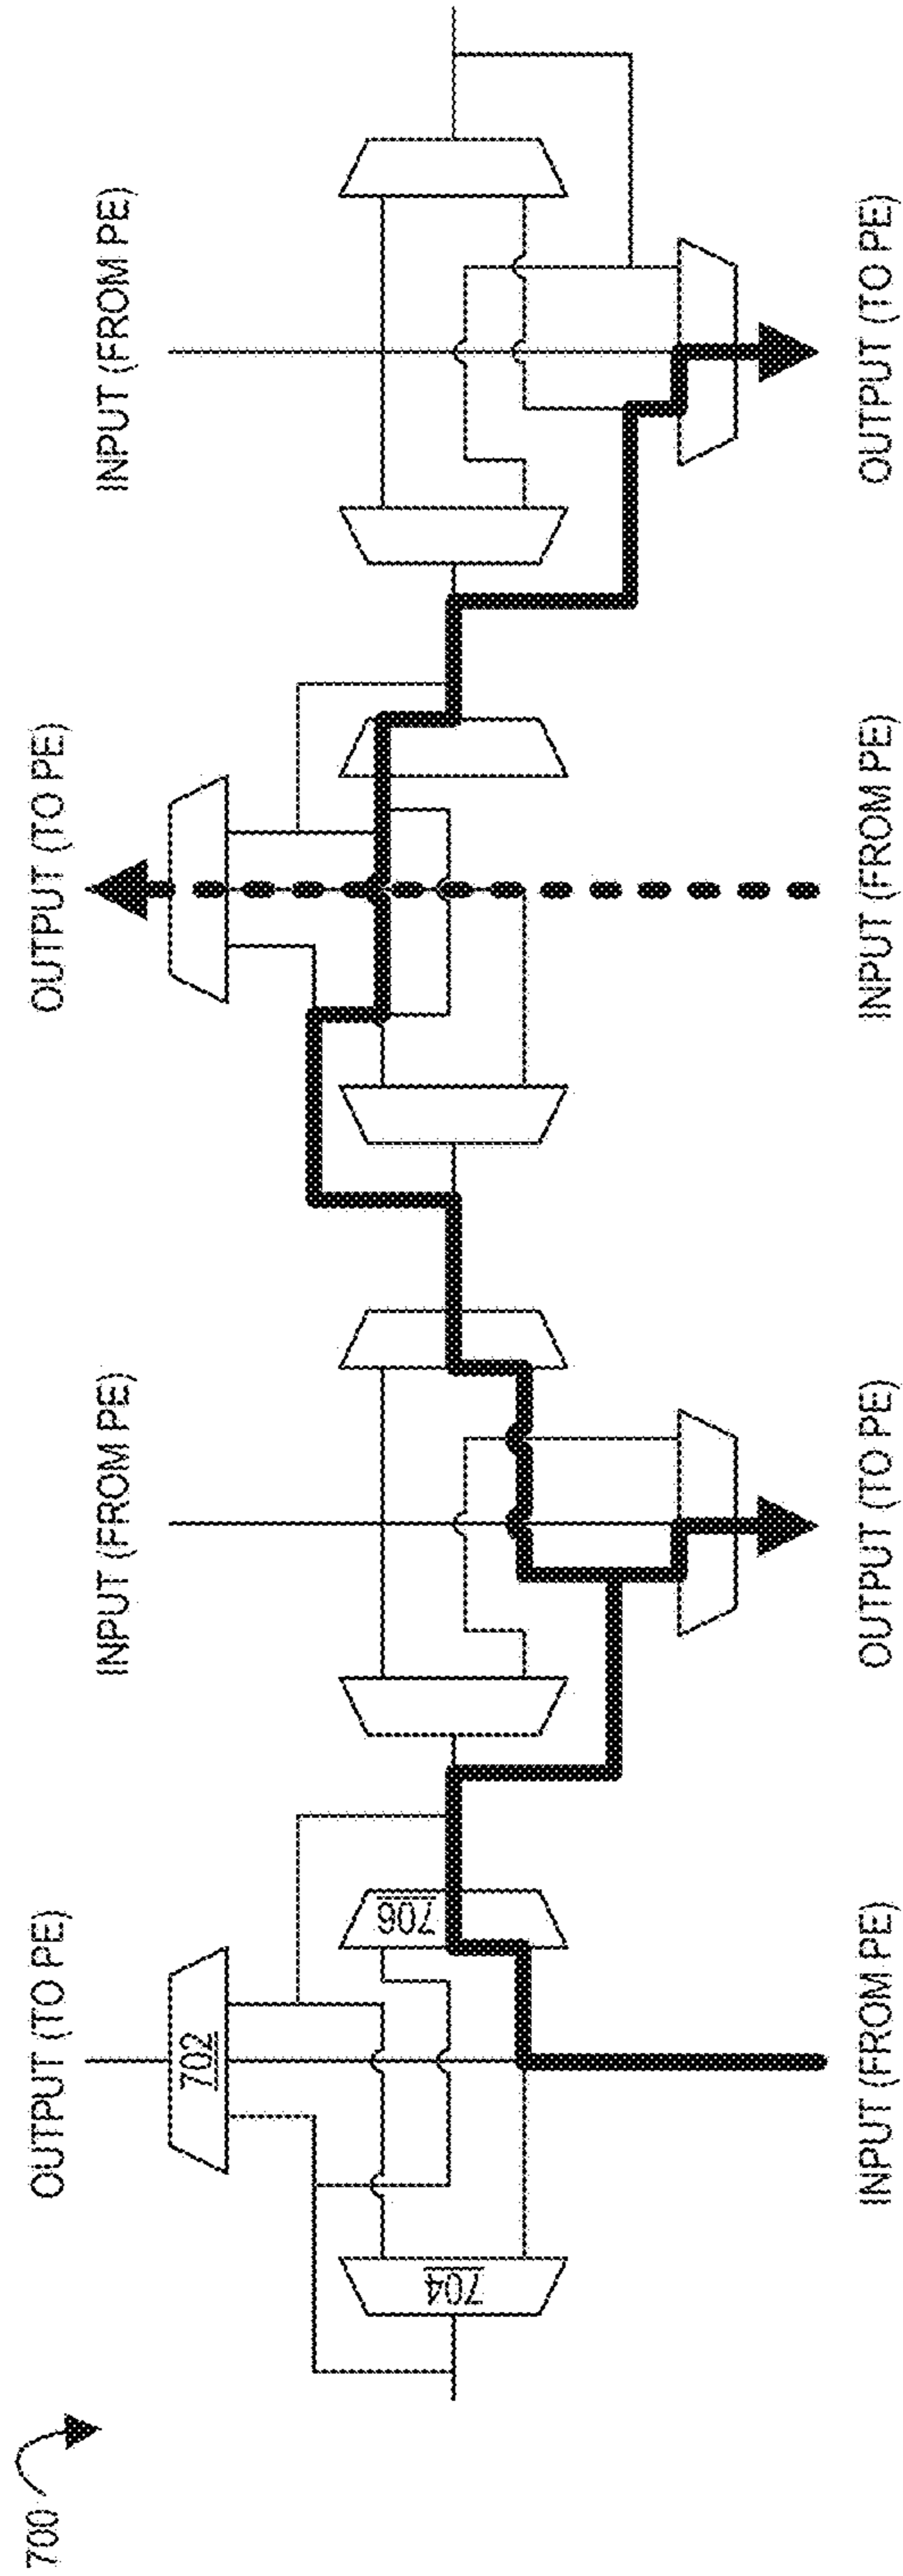 700
OUTPUT (TO PE)
INPUT (FROM PE)
OUTPUT (TO PE)
INPUT (FROM PE)
702
704
706
INPUT (FROM PE)
OUTPUT (TO PE)
INPUT (FROM PE)
OUTPUT (TO PE)